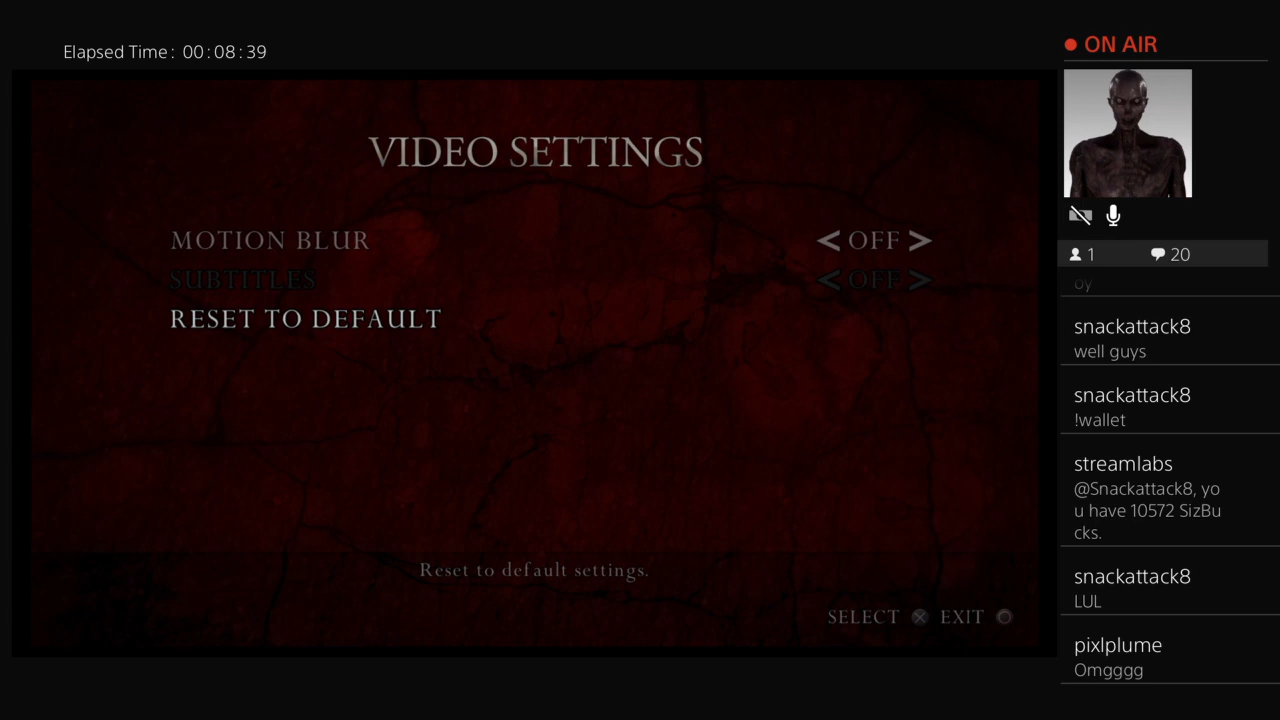 Elapsed Time: 00:08:39
ON AIR
VIDEO SETTINGS
MOTION BLUR < OFF >
SUBTITLES < OFF >
RESET TO DEFAULT
Reset to default settings.
SELECT EXIT
1 20
oy
snackattack8
well guys
snackattack8
!wallet
streamlabs
@Snackattack8, yo
u have 10572 SizBu
cks.
snackattack8
LUL
pixlplume
Omgggg